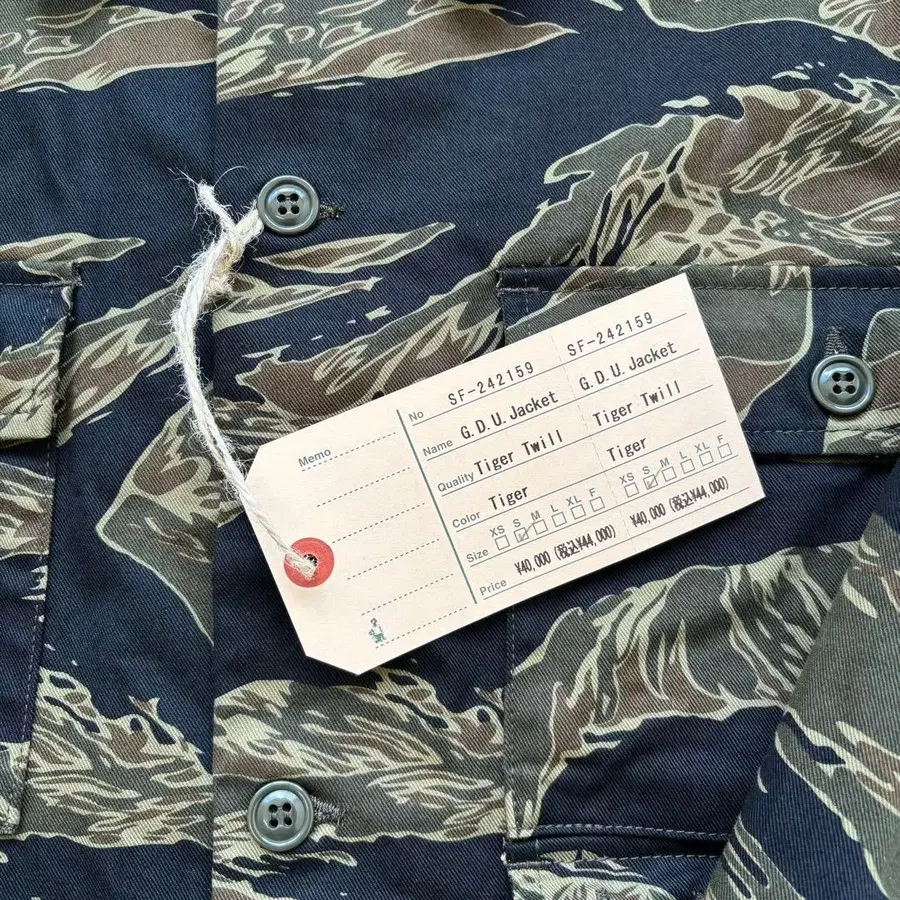 Memo
No SF-242159 SF-242159
Name G.D.U. Jacket G.D.U. Jacket
Quality Tiger Twill Tiger Twill
Color Tiger Tiger
XS S M L XL F XS S M L XL F
Size
Price ¥40,000 (税込¥44,000) ¥40,000 (税込¥44,000)